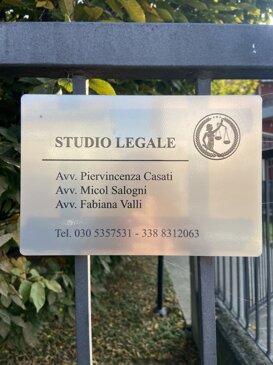 STUDIO LEGALE
Avv. Piervincenza Casati
Avv. Micol Salogni
Avv. Fabiana Valli
Tel. 030 5357531 - 338 8312063